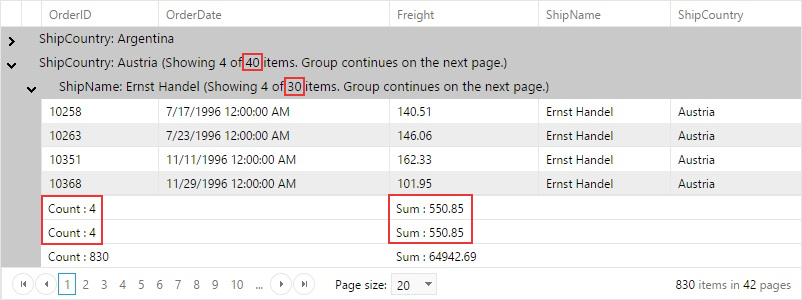 OrderID OrderDate Freight ShipName ShipCountry
ShipCountry: Argentina
ShipCountry: Austria (Showing 4 of 40 items. Group continues on the next page.)
ShipName: Ernst Handel (Showing 4 of 30 items. Group continues on the next page.)
10258 7/17/1996 12:00:00 AM 140.51 Ernst Handel Austria
10263 7/23/1996 12:00:00 AM 146.06 Ernst Handel Austria
10351 11/11/1996 12:00:00 AM 162.33 Ernst Handel Austria
10368 11/29/1996 12:00:00 AM 101.95 Ernst Handel Austria
Count : 4 Sum : 550.85
Count : 4 Sum : 550.85
Count : 830 Sum : 64942.69
1 2 3 4 5 6 7 8 9 10 ... Page size: 20 830 items in 42 pages